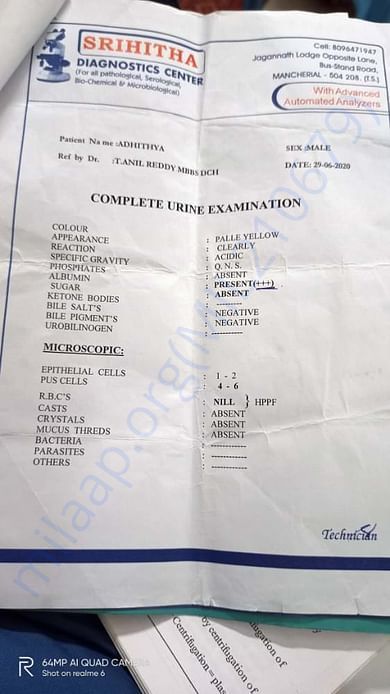 SRIHITHA
DIAGNOSTICS CENTER
(For all pathological, Serological,
Bio-Chemical & Microbiological)
Cell: 8096471947
Jagannath Lodge Opposite Lane,
Bus-Stand Road,
MANCHERIAL - 504 208. (T.S.)
With Advanced
Automated Analyzers
Patient Name :ADHITHYA
SEX :MALE
Ref by Dr. :T.ANIL REDDY MBBS DCH
DATE: 29-06-2020
COMPLETE URINE EXAMINATION
COLOUR : PALLE YELLOW
APPEARANCE : CLEARLY
REACTION : ACIDIC
SPECIFIC GRAVITY : Q.N.S.
PHOSPHATES : ABSENT
ALBUMIN : PRESENT(+++)
SUGAR : ABSENT
KETONE BODIES : ---------
BILE SALT'S : NEGATIVE
BILE PIGMENT'S : NEGATIVE
UROBILINOGEN : -----------
MICROSCOPIC:
EPITHELIAL CELLS : 1 - 2
PUS CELLS : 4 - 6
R.B.C'S : NILL } HPPF
CASTS : ABSENT
CRYSTALS : ABSENT
MUCUS THREDS : ABSENT
BACTERIA : ------------
PARASITES : ------------
OTHERS : ------------
Technician
milaap.org
by centrifugation of
Centrifugation = plas
64MP AI QUAD CAMERA
Shot on realme 6